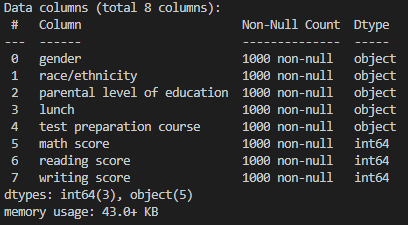 Data columns (total 8 columns):
 #   Column                       Non-Null Count  Dtype
---  ------                       --------------  -----
 0   gender                       1000 non-null   object
 1   race/ethnicity               1000 non-null   object
 2   parental level of education  1000 non-null   object
 3   lunch                        1000 non-null   object
 4   test preparation course      1000 non-null   object
 5   math score                   1000 non-null   int64
 6   reading score                1000 non-null   int64
 7   writing score                1000 non-null   int64
dtypes: int64(3), object(5)
memory usage: 43.0+ KB